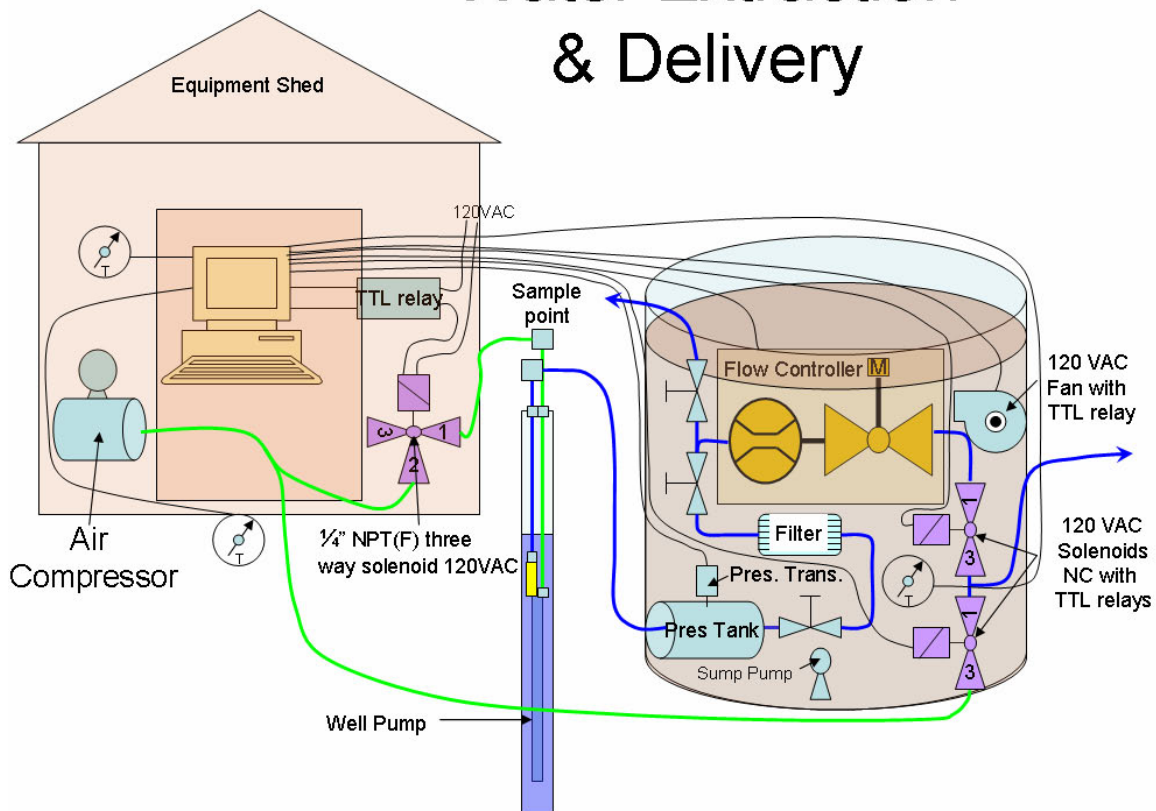 Water Extraction
& Delivery
Equipment Shed
120VAC
T
TTL relay
Sample
point
Flow Controller
M
120 VAC
Fan with
TTL relay
3
1
2
1
Filter
120 VAC
Solenoids
NC with
TTL relays
3
Air
Compressor
T
¼” NPT(F) three
way solenoid 120VAC
Pres. Trans.
T
1
Pres Tank
Sump Pump
3
Well Pump